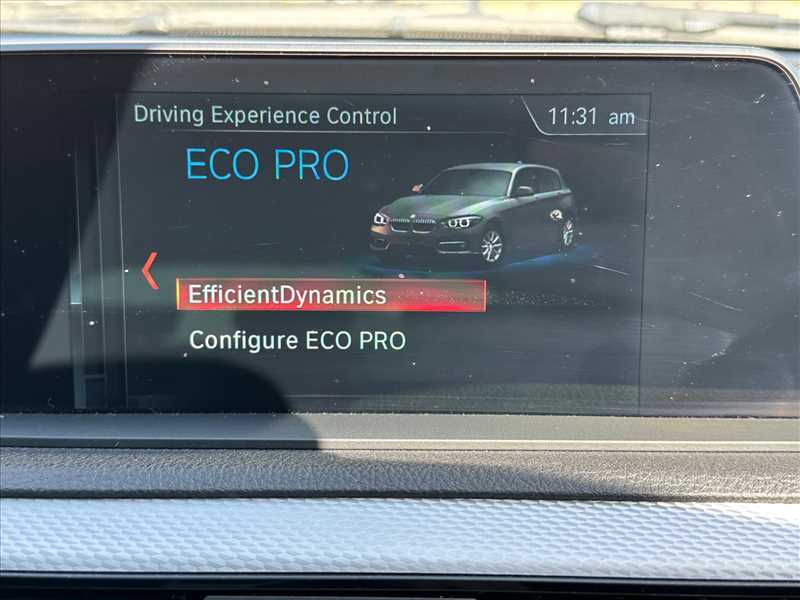 Driving Experience Control
11:31 am
ECO PRO
EfficientDynamics
Configure ECO PRO